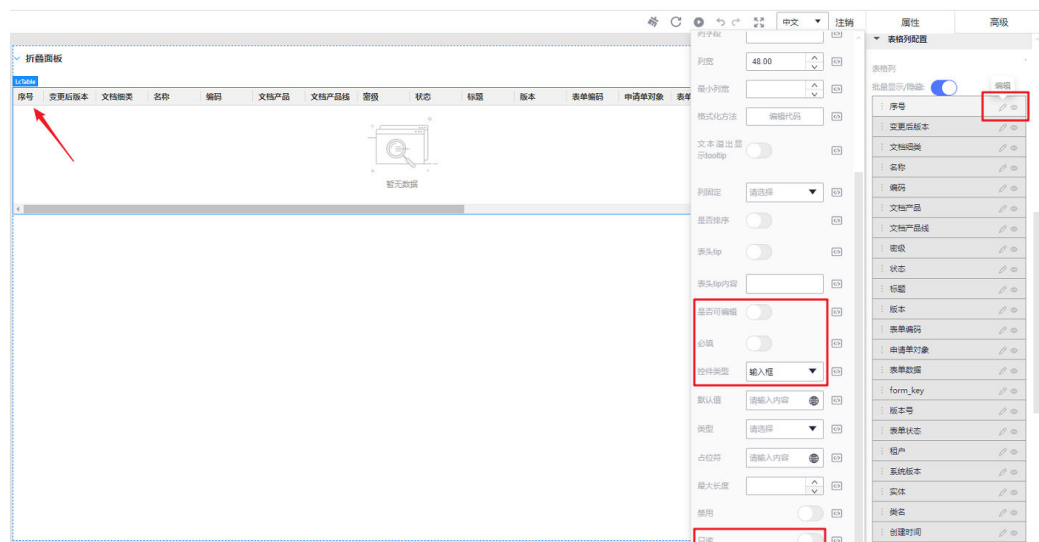 中文
注销
属性
高级
列字段
表格列配置
折叠面板
列宽
48.00
表格列
LcTable
批量显示/隐藏:
编辑
序号 变更后版本 文档细类 名称 编码 文档产品 文档产品线 密级 状态 标题 版本 表单编码 申请单对象 表单
最小列宽
序号
格式化方法
编辑代码
变更后版本
文本溢出显
示tooltip
文档细类
名称
暂无数据
列固定
请选择
编码
文档产品
是否排序
文档产品线
表头tip
密级
状态
表头tip内容
标题
是否可编辑
版本
必填
表单编码
申请单对象
控件类型
输入框
表单数据
默认值
请输入内容
form_key
版本号
类型
请选择
表单状态
占位符
请输入内容
租户
系统版本
最大长度
实体
禁用
类名
只读
创建时间